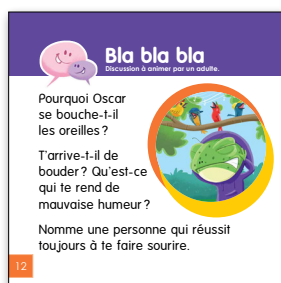 Bla bla bla
Discussion à animer par un adulte.
Pourquoi Oscar
se bouche-t-il
les oreilles ?
T'arrive-t-il de
bouder ? Qu'est-ce
qui te rend de
mauvaise humeur ?
Nomme une personne qui réussit
toujours à te faire sourire.
12